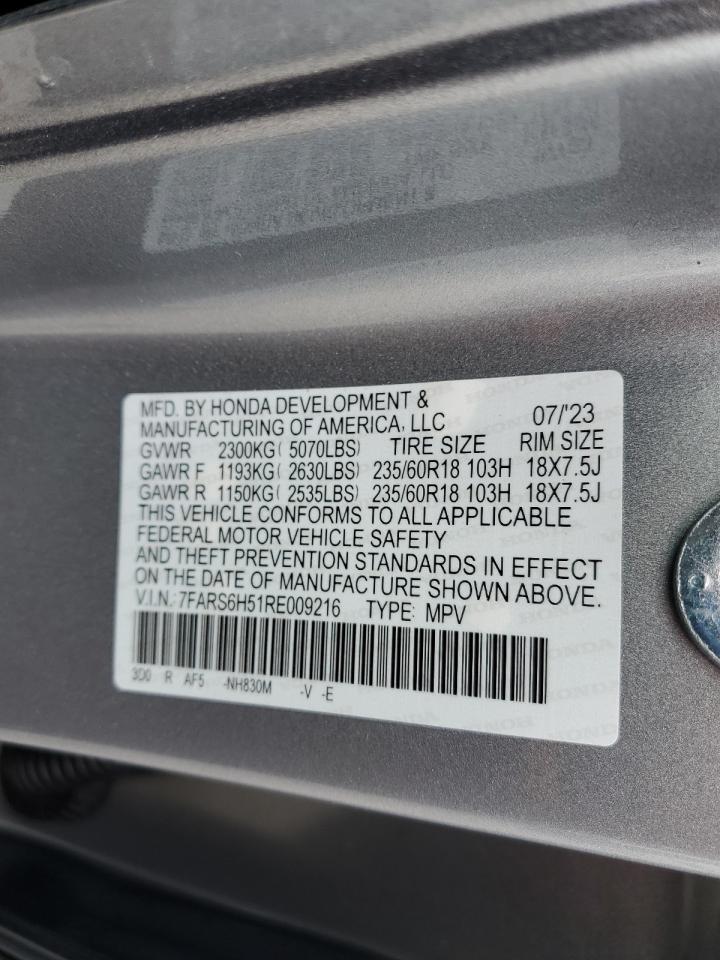 MFD. BY HONDA DEVELOPMENT &
MANUFACTURING OF AMERICA, LLC 07/'23
GVWR 2300KG( 5070LBS) TIRE SIZE RIM SIZE
GAWR F 1193KG( 2630LBS) 235/60R18 103H 18X7.5J
GAWR R 1150KG( 2535LBS) 235/60R18 103H 18X7.5J
THIS VEHICLE CONFORMS TO ALL APPLICABLE
FEDERAL MOTOR VEHICLE SAFETY
AND THEFT PREVENTION STANDARDS IN EFFECT
ON THE DATE OF MANUFACTURE SHOWN ABOVE.
V.I.N.: 7FARS6H51RE009216 TYPE: MPV
3D0 R AF5 -NH830M -V -E